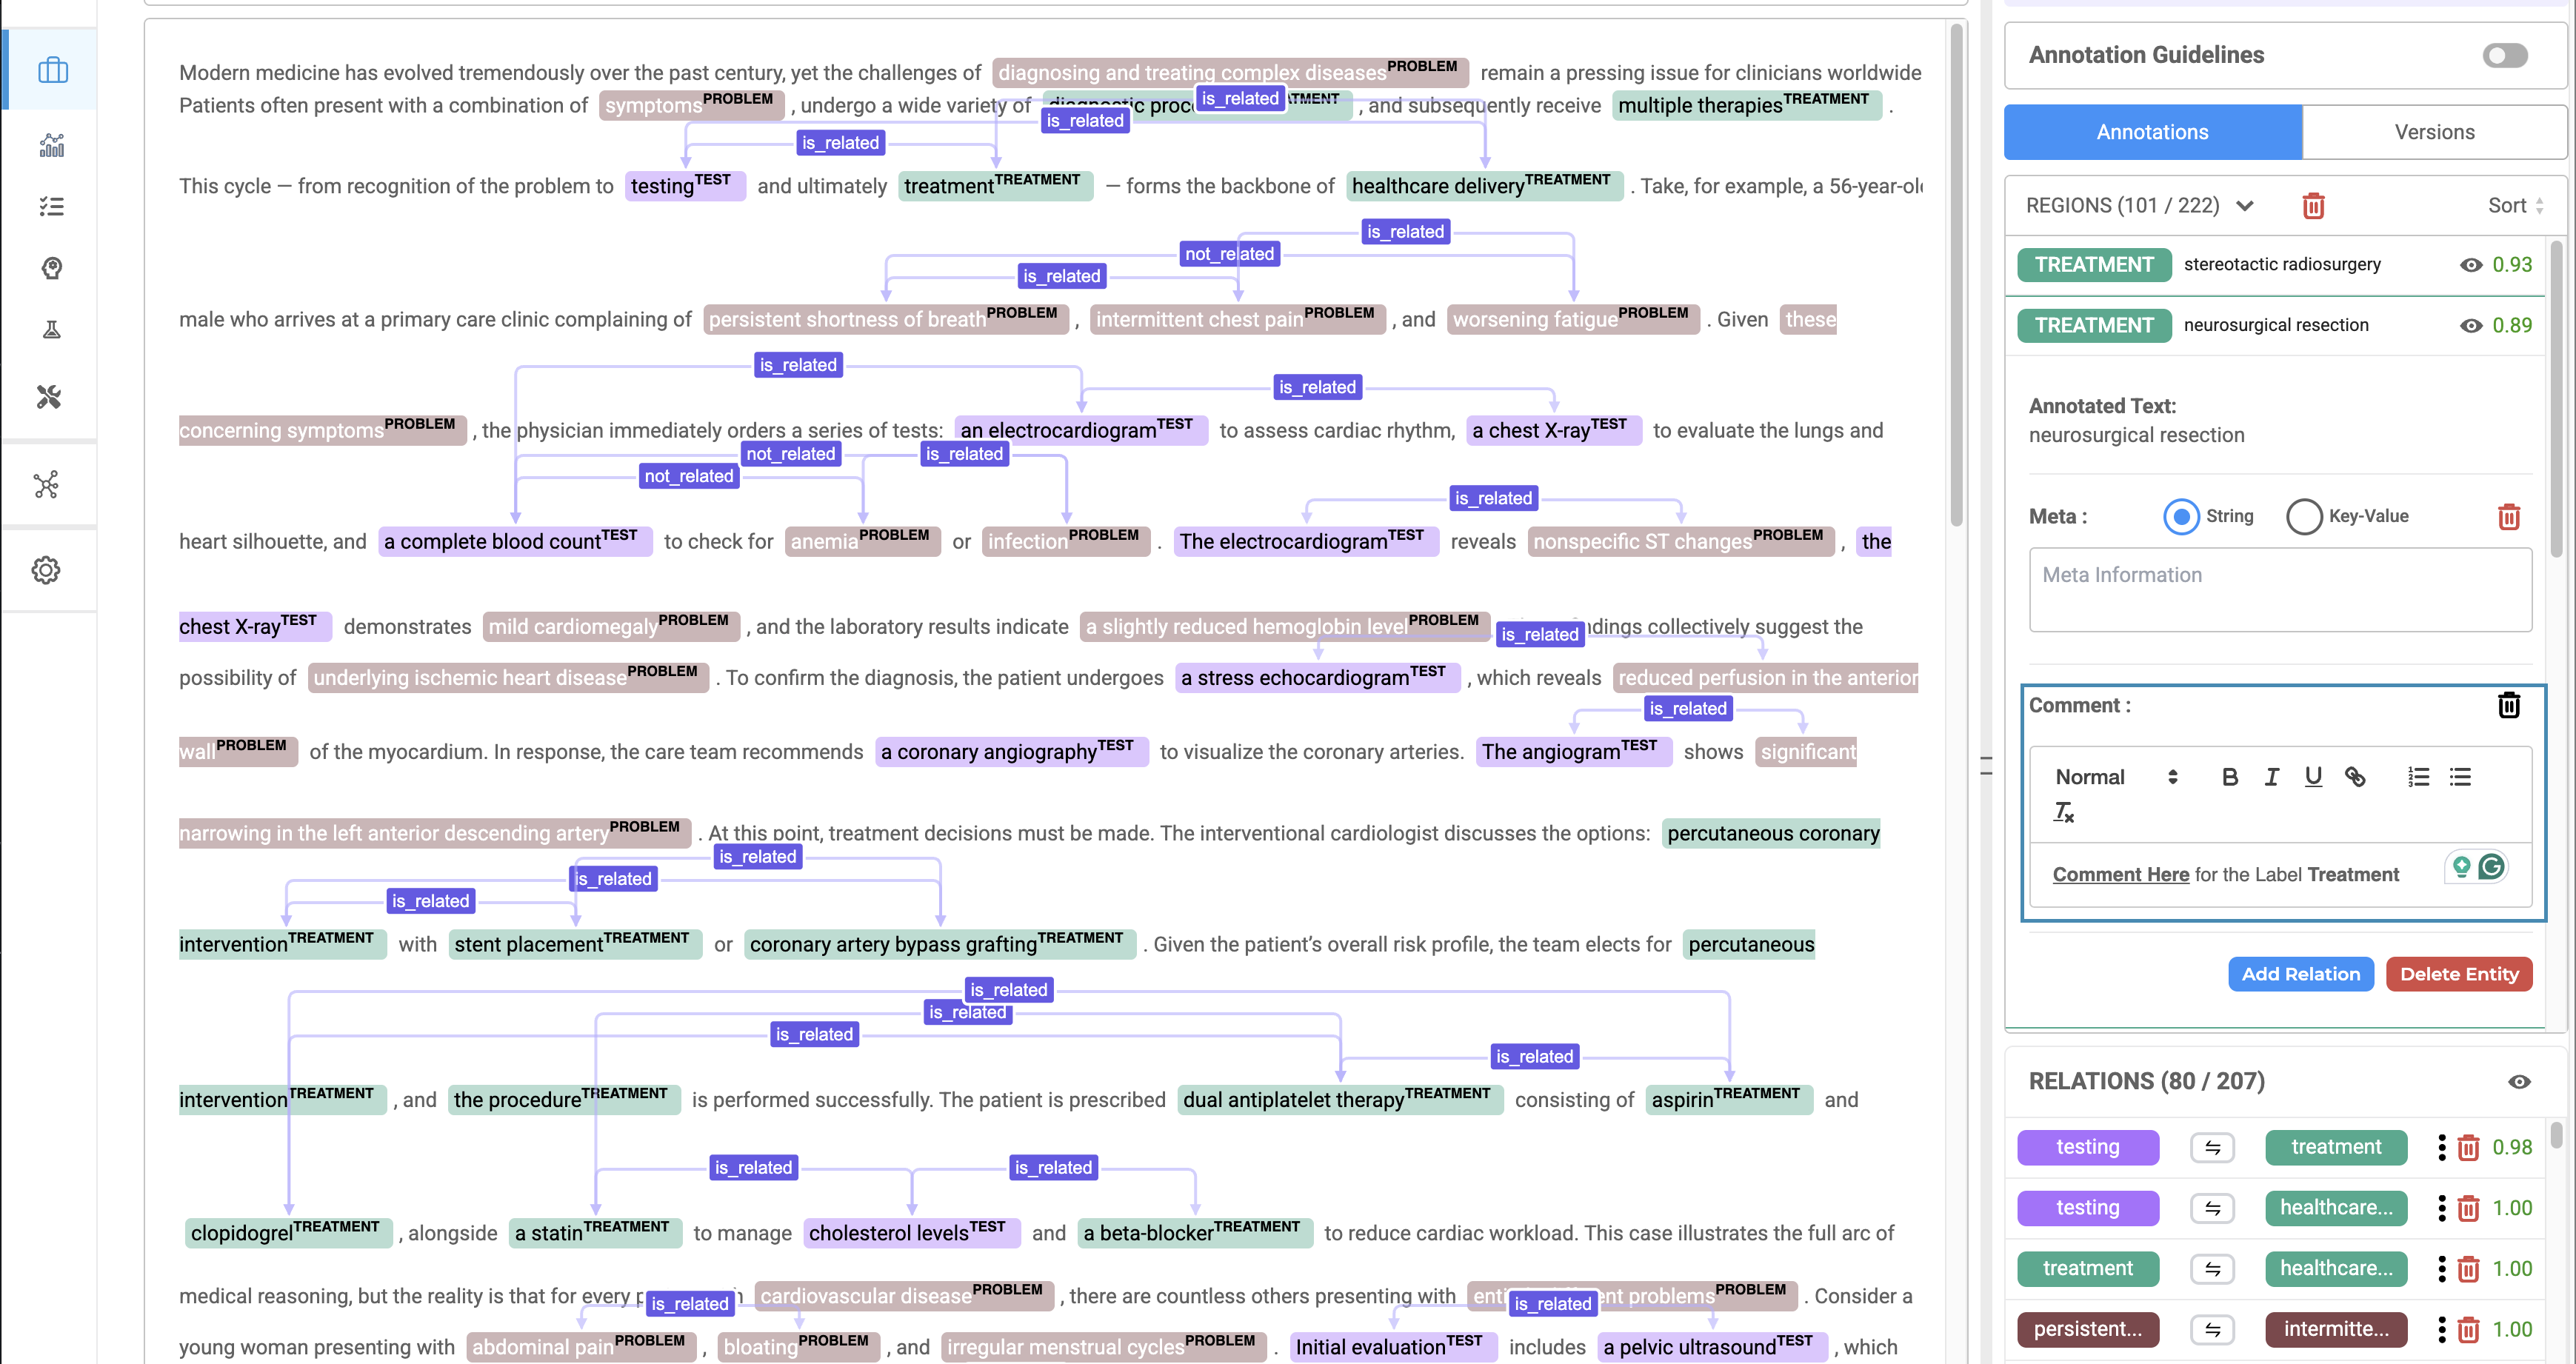 Modern medicine has evolved tremendously over the past century, yet the challenges of diagnosing and treating complex diseases PROBLEM remain a pressing issue for clinicians worldwide
Patients often present with a combination of symptoms PROBLEM , undergo a wide variety of diagnostic proc is_related TMENT , and subsequently receive multiple therapies TREATMENT .
is_related
is_related
This cycle — from recognition of the problem to testing TEST and ultimately treatment TREATMENT — forms the backbone of healthcare delivery TREATMENT . Take, for example, a 56-year-old
is_related
not_related
is_related
male who arrives at a primary care clinic complaining of persistent shortness of breath PROBLEM , intermittent chest pain PROBLEM , and worsening fatigue PROBLEM . Given these
is_related
is_related
concerning symptoms PROBLEM , the physician immediately orders a series of tests: an electrocardiogram TEST to assess cardiac rhythm, a chest X-ray TEST to evaluate the lungs and
not_related is_related
not_related
is_related
heart silhouette, and a complete blood count TEST to check for anemia PROBLEM or infection PROBLEM . The electrocardiogram TEST reveals nonspecific ST changes PROBLEM , the
chest X-ray TEST demonstrates mild cardiomegaly PROBLEM , and the laboratory results indicate a slightly reduced hemoglobin level PROBLEM is_related ndings collectively suggest the
possibility of underlying ischemic heart disease PROBLEM . To confirm the diagnosis, the patient undergoes a stress echocardiogram TEST , which reveals reduced perfusion in the anterior
is_related
wall PROBLEM of the myocardium. In response, the care team recommends a coronary angiography TEST to visualize the coronary arteries. The angiogram TEST shows significant
narrowing in the left anterior descending artery PROBLEM . At this point, treatment decisions must be made. The interventional cardiologist discusses the options: percutaneous coronary
is_related
is_related
is_related
intervention TREATMENT with stent placement TREATMENT or coronary artery bypass grafting TREATMENT . Given the patient’s overall risk profile, the team elects for percutaneous
is_related
is_related
is_related
is_related
intervention TREATMENT , and the procedure TREATMENT is performed successfully. The patient is prescribed dual antiplatelet therapy TREATMENT consisting of aspirin TREATMENT and
is_related is_related
clopidogrel TREATMENT , alongside a statin TREATMENT to manage cholesterol levels TEST and a beta-blocker TREATMENT to reduce cardiac workload. This case illustrates the full arc of
medical reasoning, but the reality is that for every cardiovascular disease PROBLEM , there are countless others presenting with problems PROBLEM . Consider a
is_related is_related
young woman presenting with abdominal pain PROBLEM , bloating PROBLEM , and irregular menstrual cycles PROBLEM . Initial evaluation TEST includes a pelvic ultrasound TEST , which
Annotation Guidelines
Annotations Versions
REGIONS (101 / 222) Sort
TREATMENT stereotactic radiosurgery 0.93
TREATMENT neurosurgical resection 0.89
Annotated Text:
neurosurgical resection
Meta : String Key-Value
Meta Information
Comment :
Normal B I U
Comment Here for the Label Treatment
Add Relation Delete Entity
RELATIONS (80 / 207)
testing treatment 0.98
testing healthcare... 1.00
treatment healthcare... 1.00
persistent... intermitte... 1.00